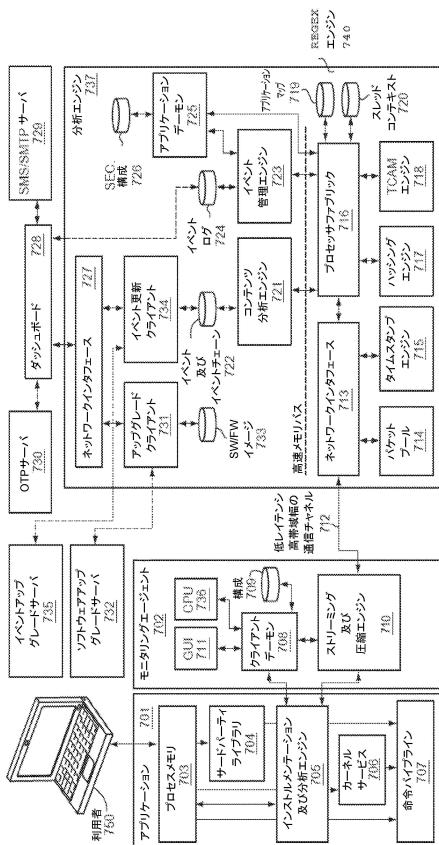 利用者
750
アプリケーション 701
プロセスメモリ
703
サードパーティ
ライブラリ
704
インストルメンテーション
及び分析エンジン
705
カーネル
サービス
706
命令パイプライン
707
イベントアップ
グレードサーバ
735
ソフトウェアアップ
グレードサーバ
732
モニタリングエージェント
702
GUI
711
CPU
736
クライアント
デーモン
708
構成
709
ストリーミング
及び
圧縮エンジン
710
低レイテンシ
高帯域幅の
通信チャネル
712
OTPサーバ
730
ダッシュボード
728
SMS/SMTP サーバ
729
ネットワークインタフェース 727
アップグレード
クライアント
731
イベント更新
クライアント
734
SW/FW
イメージ
733
イベント
及び
イベントチェーン
722
コンテンツ
分析エンジン
721
イベント
ログ
724
イベント
管理エンジン
723
SEC.
構成
726
アプリケーション
デーモン
725
分析エンジン
737
高速メモリバス
ネットワークインタフェース
713
パケット
プール
714
タイムスタンプ
エンジン
715
プロセッサファブリック
716
ハッシング
エンジン
717
TCAM
エンジン
718
アプリケーション
マップ
719
スレッド
コンテキスト
720
REGEX
エンジン
740